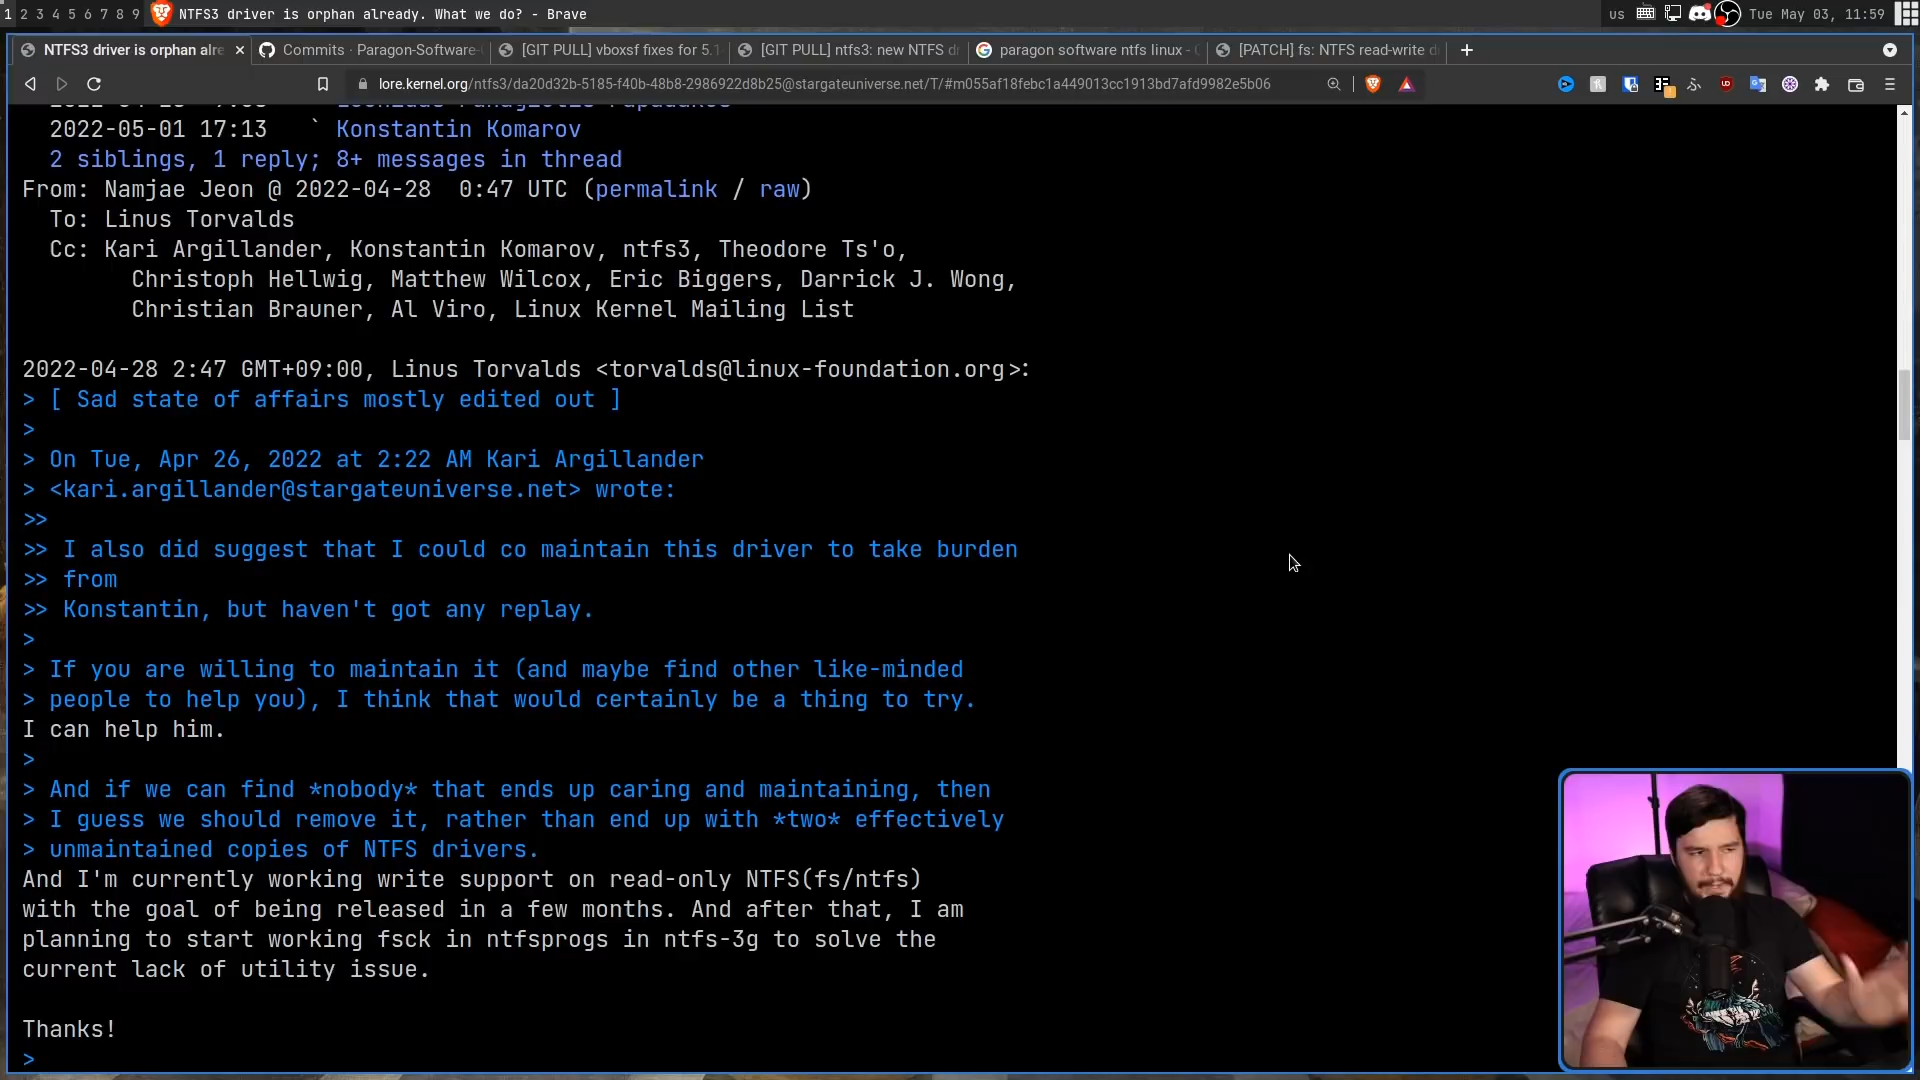 1 2 3 4 5 6 7 8 9 NTFS3 driver is orphan already. What we do? - Brave us Tue May 03, 11:59
NTFS3 driver is orphan alre Commits · Paragon-Software- [GIT PULL] vboxsf fixes for 5.1 [GIT PULL] ntfs3: new NTFS dr paragon software ntfs linux - [PATCH] fs: NTFS read-write d
lore.kernel.org/ntfs3/da20d32b-5185-f40b-48b8-2986922d8b25@stargateuniverse.net/T/#m055af18febc1a449013cc1913bd7afd9982e5b06
2022-05-01 17:13 ` Konstantin Komarov
2 siblings, 1 reply; 8+ messages in thread
From: Namjae Jeon @ 2022-04-28 0:47 UTC (permalink / raw)
To: Linus Torvalds
Cc: Kari Argillander, Konstantin Komarov, ntfs3, Theodore Ts'o,
Christoph Hellwig, Matthew Wilcox, Eric Biggers, Darrick J. Wong,
Christian Brauner, Al Viro, Linux Kernel Mailing List
2022-04-28 2:47 GMT+09:00, Linus Torvalds <torvalds@linux-foundation.org>:
> [ Sad state of affairs mostly edited out ]
>
> On Tue, Apr 26, 2022 at 2:22 AM Kari Argillander
> <kari.argillander@stargateuniverse.net> wrote:
>>
>> I also did suggest that I could co maintain this driver to take burden
>> from
>> Konstantin, but haven't got any replay.
>
> If you are willing to maintain it (and maybe find other like-minded
> people to help you), I think that would certainly be a thing to try.
I can help him.
>
> And if we can find *nobody* that ends up caring and maintaining, then
> I guess we should remove it, rather than end up with *two* effectively
> unmaintained copies of NTFS drivers.
And I'm currently working write support on read-only NTFS(fs/ntfs)
with the goal of being released in a few months. And after that, I am
planning to start working fsck in ntfsprogs in ntfs-3g to solve the
current lack of utility issue.
Thanks!
>